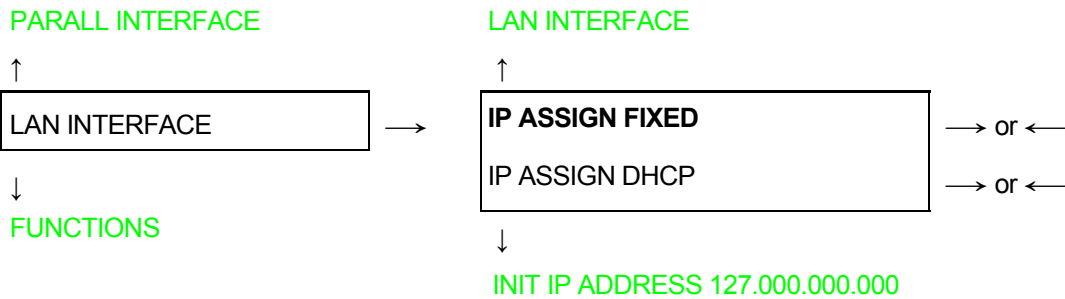 PARALL INTERFACE
LAN INTERFACE
↑
↑
LAN INTERFACE
→
IP ASSIGN FIXED
→ or ←
IP ASSIGN DHCP
→ or ←
↓
FUNCTIONS
↓
INIT IP ADDRESS 127.000.000.000